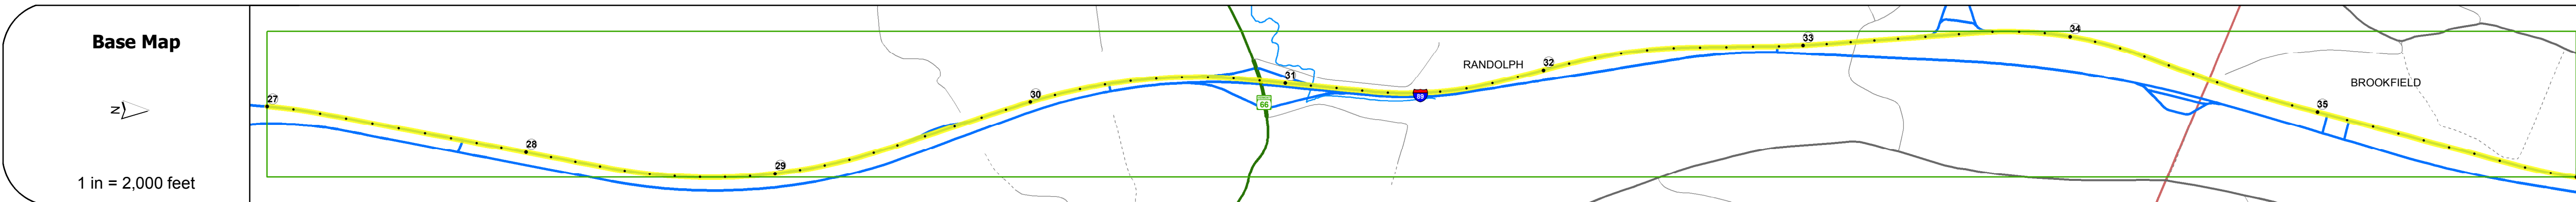 Base Map
N
1 in = 2,000 feet
27
28
29
30
31
66
89
RANDOLPH
32
33
34
BROOKFIELD
35